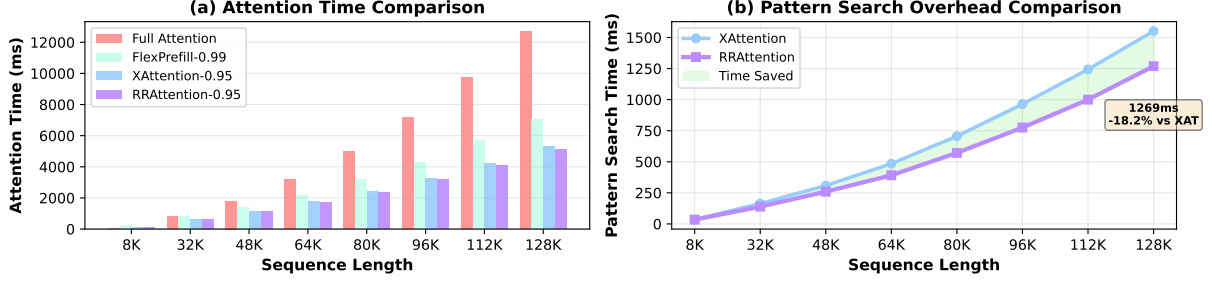 (a) Attention Time Comparison
Attention Time (ms)
12000
10000
8000
6000
4000
2000
0
Full Attention
FlexPrefill-0.99
XAttention-0.95
RRAttention-0.95
8K 32K 48K 64K 80K 96K 112K 128K
Sequence Length
(b) Pattern Search Overhead Comparison
Pattern Search Time (ms)
1500
1250
1000
750
500
250
0
XAttention
RRAttention
Time Saved
1269ms
-18.2% vs XAT
8K 32K 48K 64K 80K 96K 112K 128K
Sequence Length